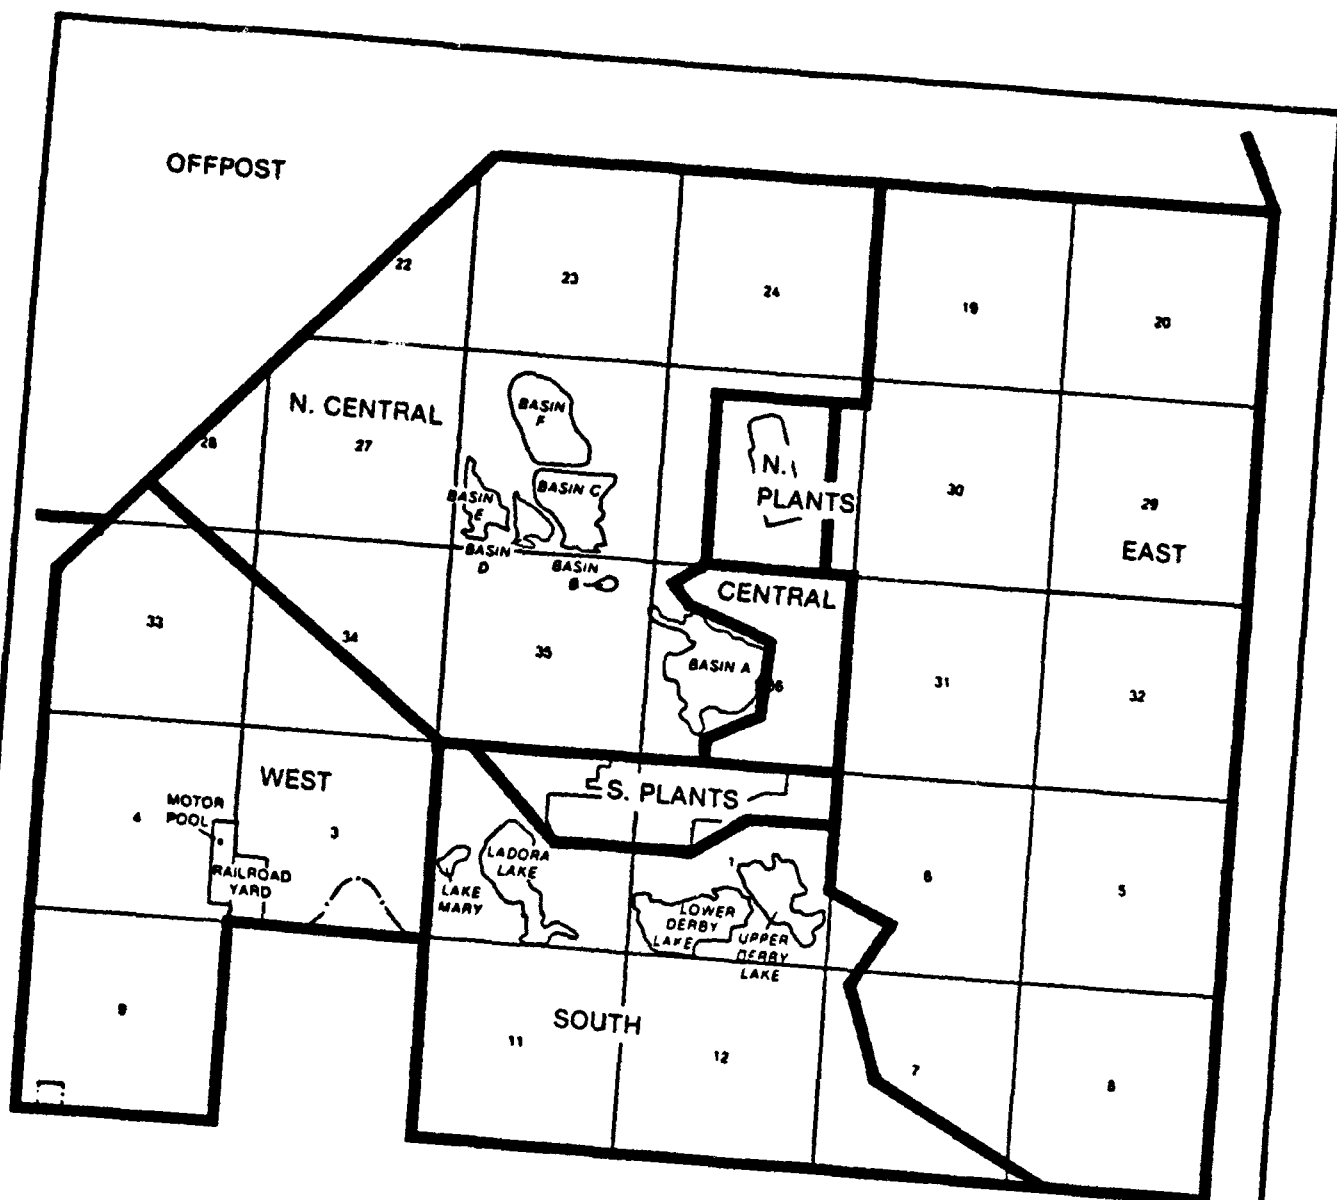 OFFPOST
22
23
24
19
20
N. CENTRAL
BASIN
F
28
27
N.
PLANTS
BASIN C
BASIN
E
30
29
EAST
BASIN
D
BASIN
B
CENTRAL
33
34
35
BASIN A
36
31
32
WEST
S. PLANTS
MOTOR
POOL
4
3
RAILROAD
YARD
LADORA
LAKE
LAKE
MARY
1
LOWER
DERBY
LAKE
UPPER
DERBY
LAKE
6
5
9
SOUTH
11
12
7
8